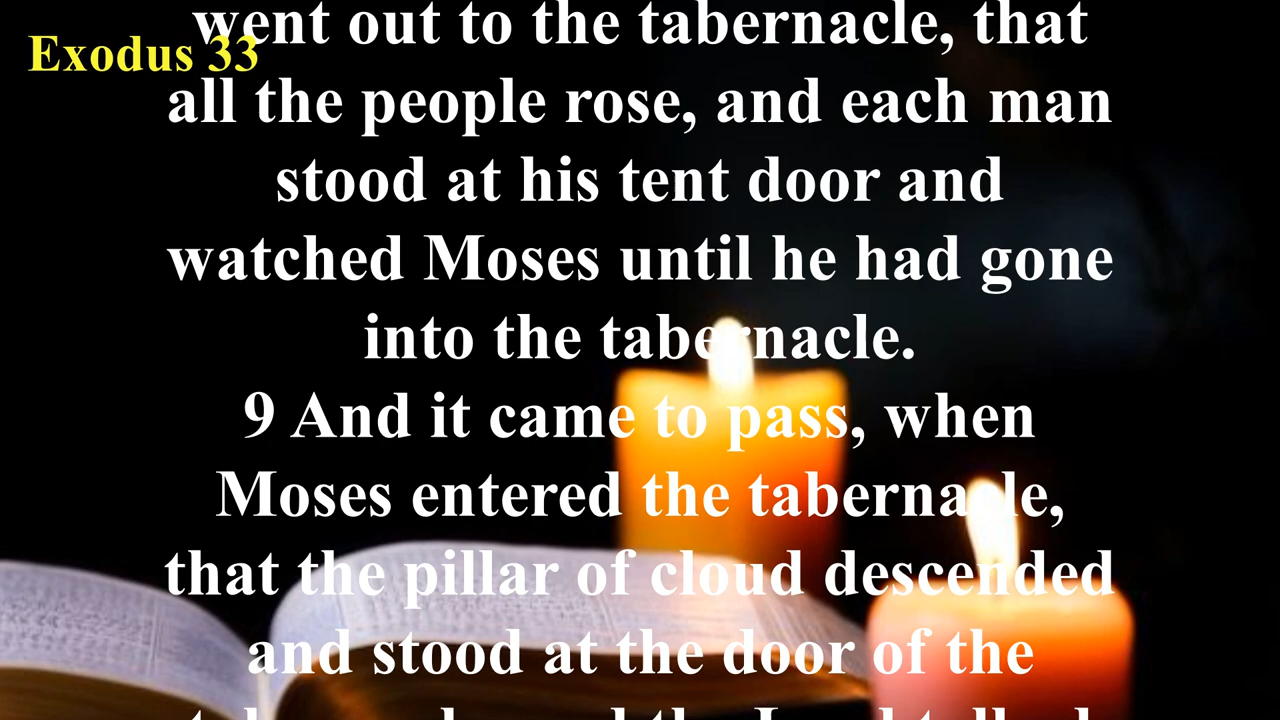 went out to the tabernacle, that
Exodus 33
all the people rose, and each man
stood at his tent door and
watched Moses until he had gone
into the tabernacle.
9 And it came to pass, when
Moses entered the tabernacle,
that the pillar of cloud descended
and stood at the door of the